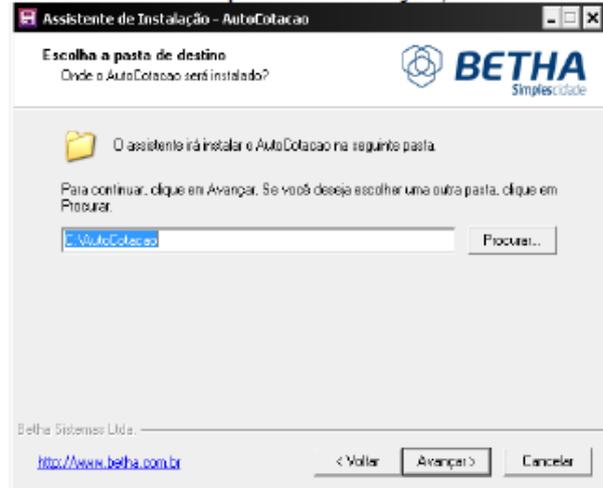 Assistente de Instalação - AutoCotacao
Escolha a pasta de destino
Onde o AutoCotacao será instalado?
BETHA
Simplescidade
O assistente irá instalar o AutoCotacao na seguinte pasta.
Para continuar, clique em Avançar. Se você deseja escolher uma outra pasta, clique em
Procurar.
C:\AutoCotacao
Procurar...
Betha Sistemas Ltda.
http://www.betha.com.br
< Voltar
Avançar >
Cancelar